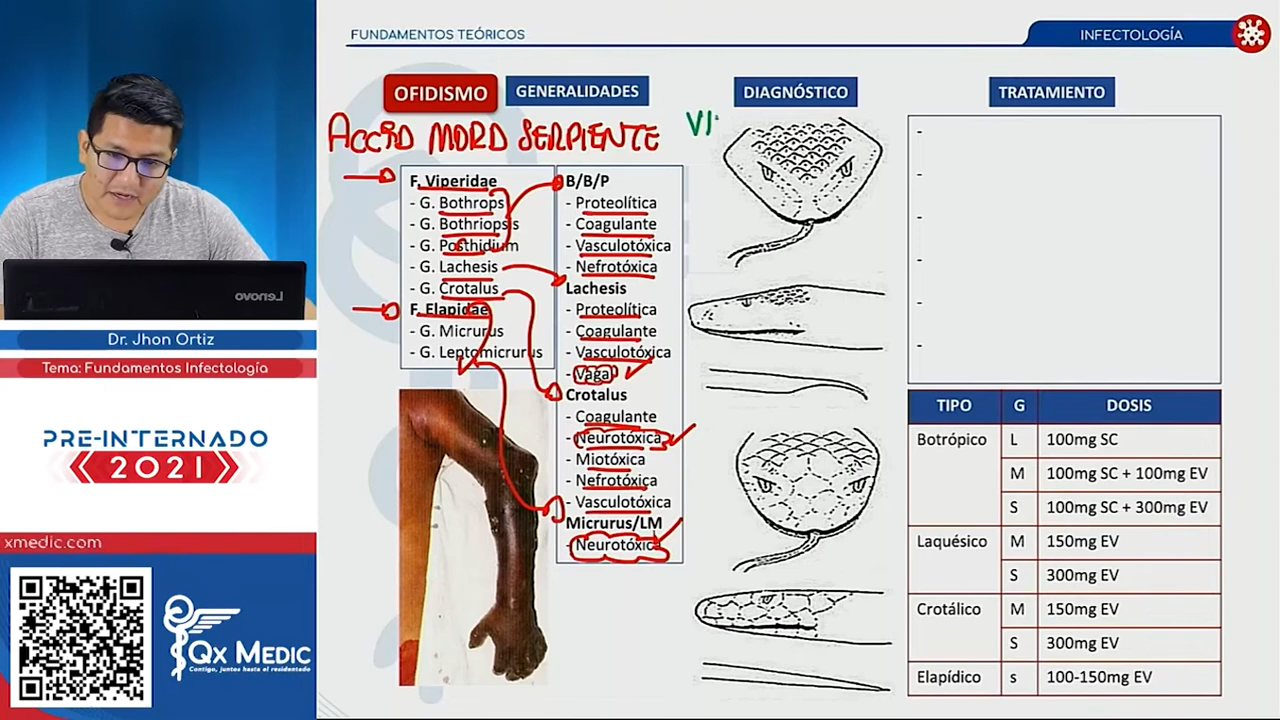 FUNDAMENTOS TEÓRICOS
INFECTOLOGÍA
OFIDISMO
GENERALIDADES
ACCID MORD SERPIENTE
F. Viperidae
- G. Bothrops
- G. Bothriopsis
- G. Posthidium
- G. Lachesis
- G. Crotalus
F. Elapidae
- G. Micrurus
- G. Leptomicrurus
B/B/P
- Proteolítica
- Coagulante
- Vasculotóxica
- Nefrotóxica
Lachesis
- Proteolítica
- Coagulante
- Vasculotóxica
- Vagal
Crotalus
- Coagulante
- Neurotóxica
- Miotóxica
- Nefrotóxica
- Vasculotóxica
Micrurus/LM
- Neurotóxica
DIAGNÓSTICO
TRATAMIENTO
-
-
-
-
-
-
TIPO G DOSIS
Botrópico L 100mg SC
M 100mg SC + 100mg EV
S 100mg SC + 300mg EV
Laquésico M 150mg EV
S 300mg EV
Crotálico M 150mg EV
S 300mg EV
Elapídico s 100-150mg EV
Lenovo
Dr. Jhon Ortiz
Tema: Fundamentos Infectología
PRE-INTERNADO
2021
xmedic.com
QX MEDIC
Contigo, juntos hasta el residentado